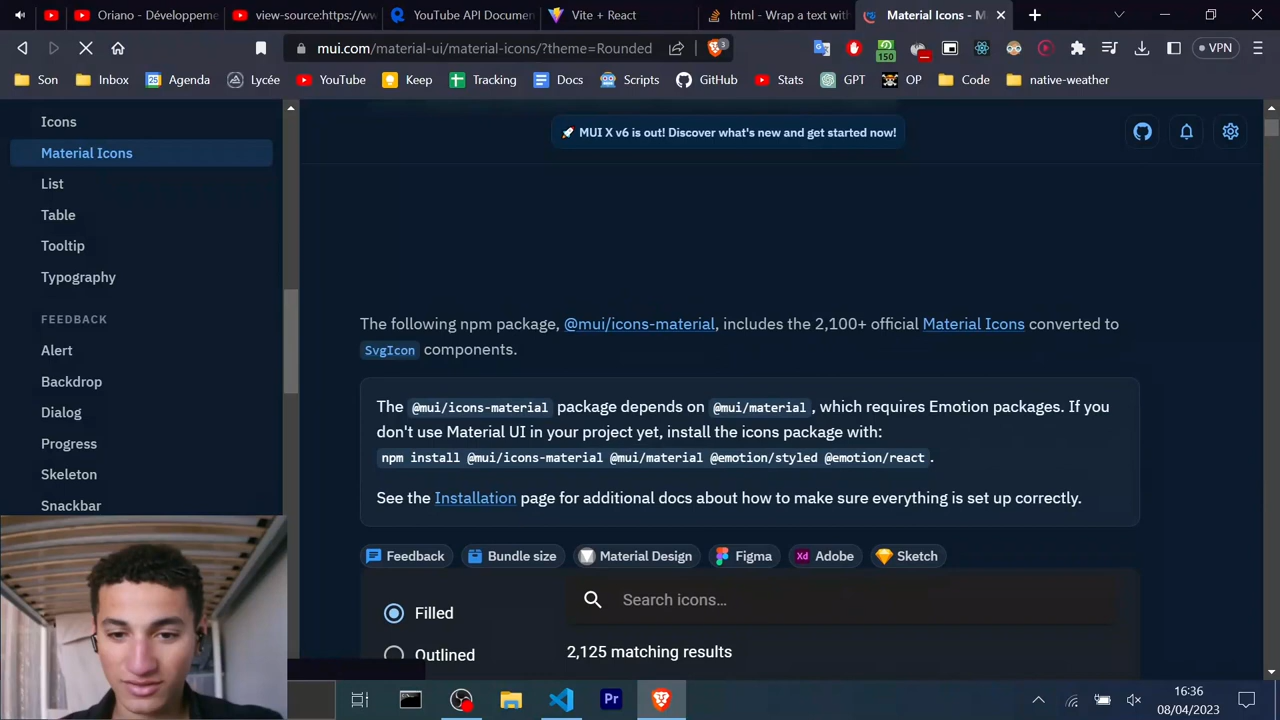 Oriano - Développeme
view-source:https://ww
YouTube API Documen
Vite + React
html - Wrap a text with
Material Icons - M
mui.com/material-ui/material-icons/?theme=Rounded
3
150
VPN
Son
Inbox
Agenda
Lycée
YouTube
Keep
Tracking
Docs
Scripts
GitHub
Stats
GPT
OP
Code
native-weather
Icons
Material Icons
List
Table
Tooltip
Typography
FEEDBACK
Alert
Backdrop
Dialog
Progress
Skeleton
Snackbar
🚀 MUI X v6 is out! Discover what's new and get started now!
The following npm package, @mui/icons-material, includes the 2,100+ official Material Icons converted to
SvgIcon components.
The @mui/icons-material package depends on @mui/material, which requires Emotion packages. If you
don't use Material UI in your project yet, install the icons package with:
npm install @mui/icons-material @mui/material @emotion/styled @emotion/react.
See the Installation page for additional docs about how to make sure everything is set up correctly.
Feedback
Bundle size
Material Design
Figma
Xd Adobe
Sketch
Filled
Search icons…
Outlined
2,125 matching results
Pr
16:36
08/04/2023